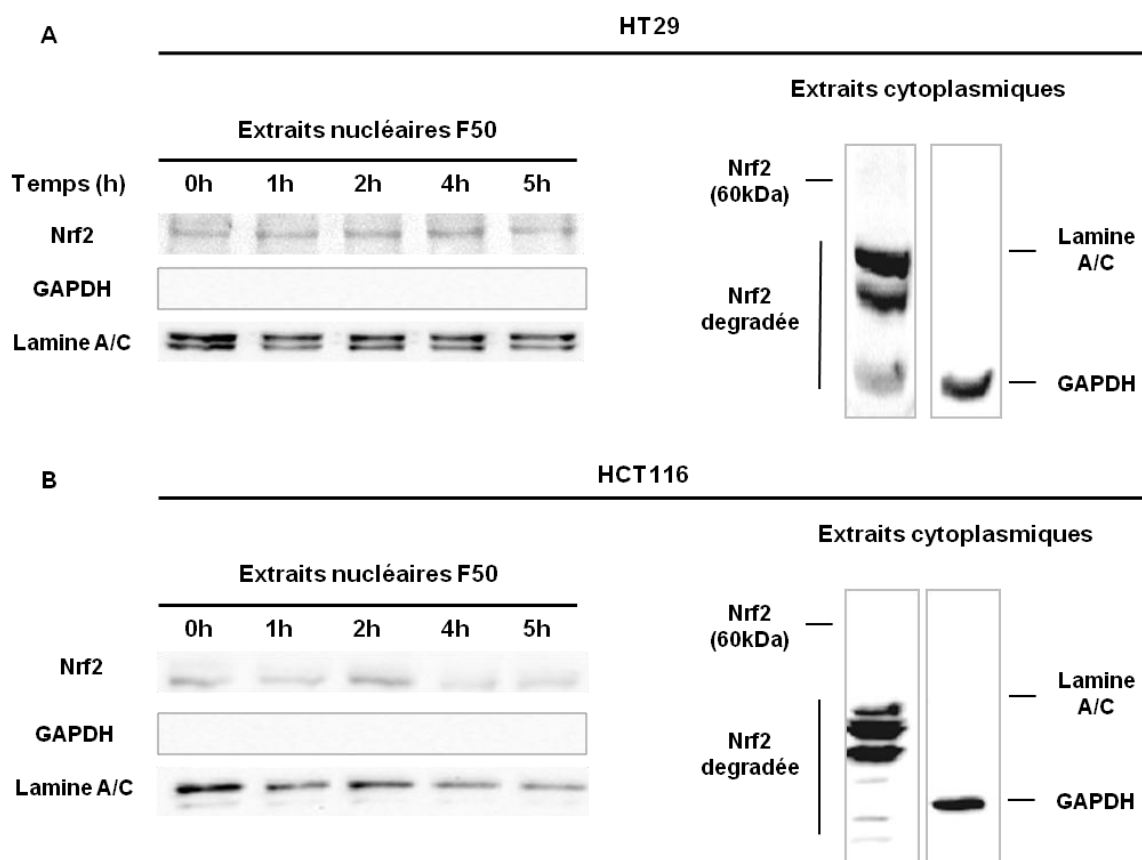 A
HT29
Extraits cytoplasmiques
Extraits nucléaires F50
Temps (h) 0h 1h 2h 4h 5h
Nrf2
GAPDH
Lamine A/C
Nrf2
(60kDa)
Nrf2
degradée
Lamine
A/C
GAPDH
B
HCT116
Extraits cytoplasmiques
Extraits nucléaires F50
0h 1h 2h 4h 5h
Nrf2
GAPDH
Lamine A/C
Nrf2
(60kDa)
Nrf2
degradée
Lamine
A/C
GAPDH